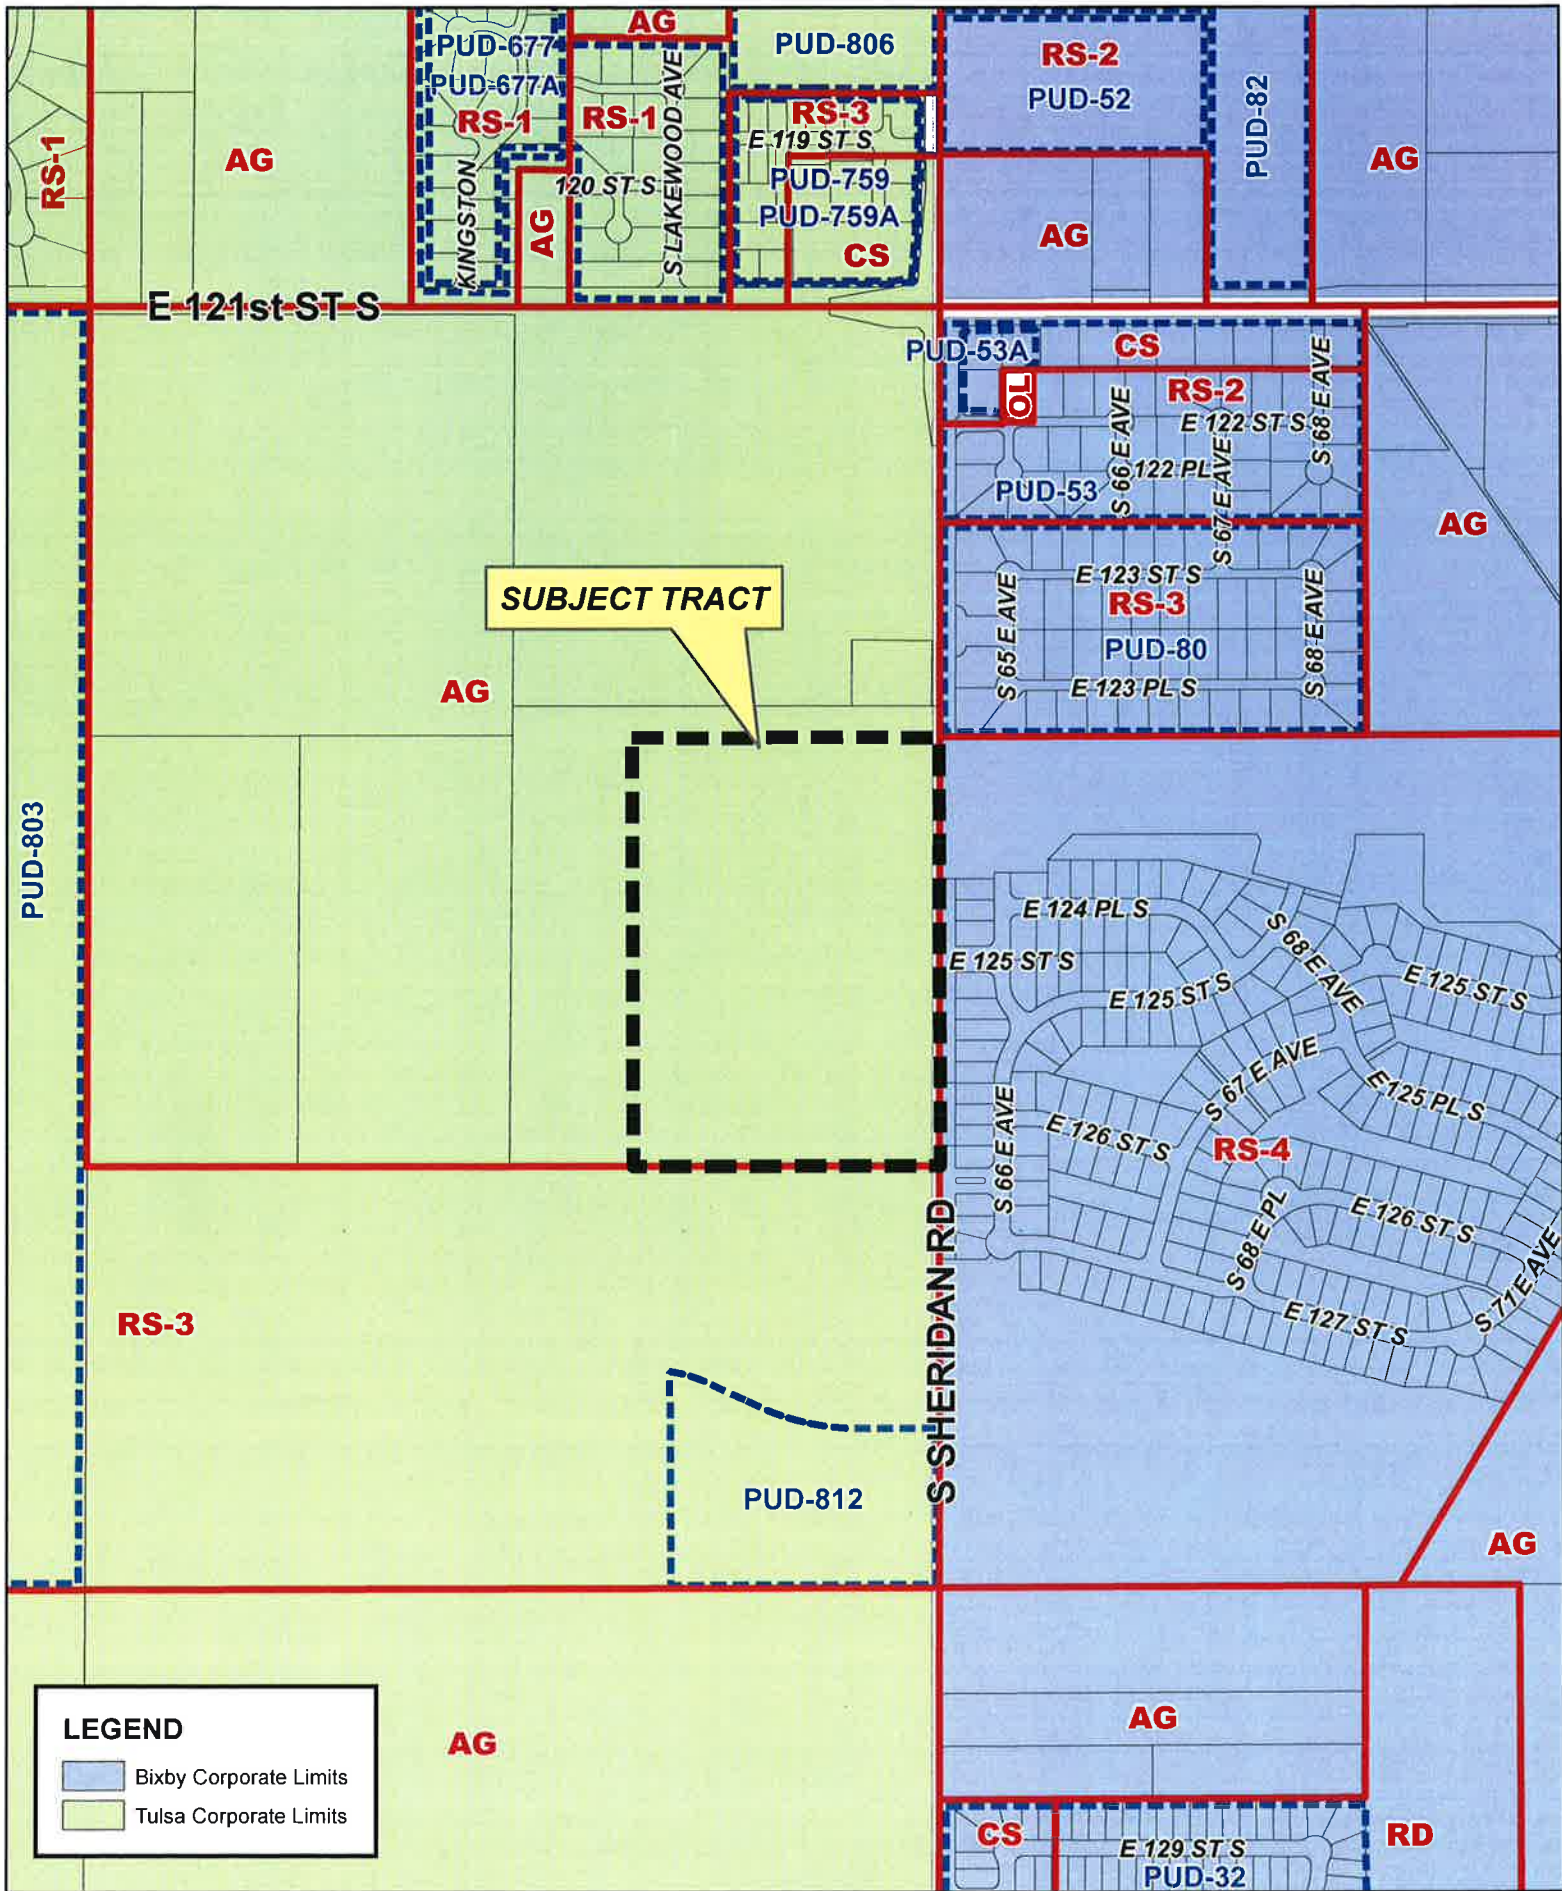 AG
PUD-677
PUD-677A
RS-1
KINGSTON
RS-1
AG
RS-1
S LAKEWOOD AVE
120 ST S
AG
PUD-806
RS-3
E 119 ST S
PUD-759
PUD-759A
CS
RS-2
PUD-52
PUD-82
AG
AG
E 121st ST S
PUD-53A
CS
OL
RS-2
E 122 ST S
S 68 E AVE
S 66 E AVE
122 PL
S 67 E AVE
PUD-53
AG
E 123 ST S
RS-3
S 65 E AVE
PUD-80
S 68 E AVE
E 123 PL S
SUBJECT TRACT
AG
PUD-803
E 124 PL S
E 125 ST S
S 68 E AVE
E 125 ST S
E 125 ST S
S 67 E AVE
E 125 PL S
S 66 E AVE
E 126 ST S
RS-4
S 68 E PL
E 126 ST S
S 71 E AVE
E 127 ST S
S SHERIDAN RD
RS-3
PUD-812
AG
AG
AG
CS
E 129 ST S
PUD-32
RD
LEGEND
Bixby Corporate Limits
Tulsa Corporate Limits